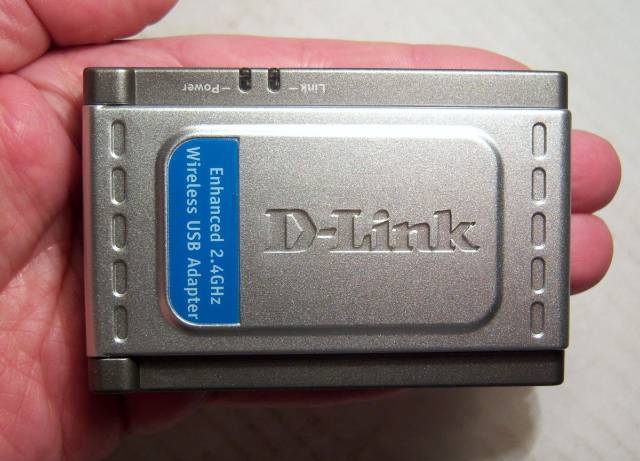 Link
Power
Enhanced 2.4GHz
Wireless USB Adapter
D-Link